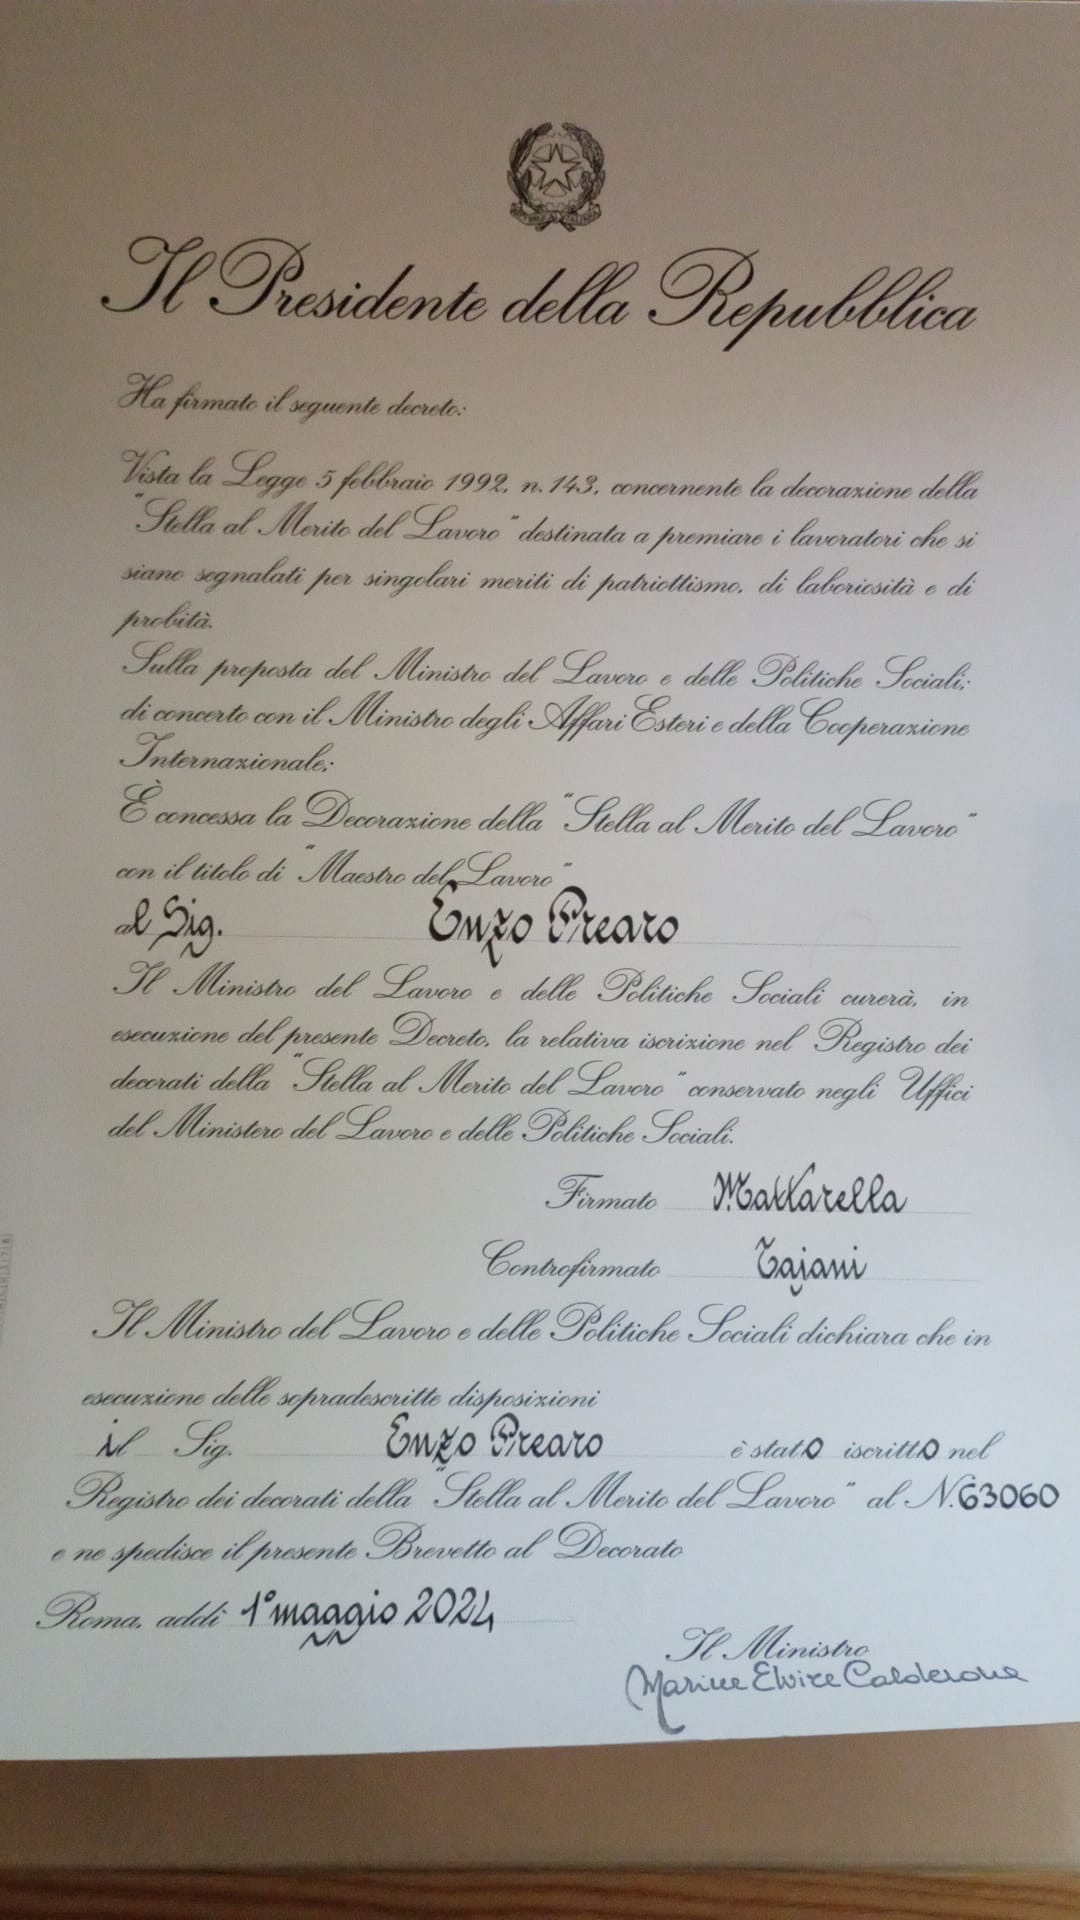 Il Presidente della Repubblica
Ha firmato il seguente decreto:
Vista la Legge 5 febbraio 1992, n. 143, concernente la decorazione della
"Stella al Merito del Lavoro" destinata a premiare i lavoratori che si
siano segnalati per singolari meriti di patriottismo, di laboriosità e di
probità.
Sulla proposta del Ministro del Lavoro e delle Politiche Sociali;
di concerto con il Ministro degli Affari Esteri e della Cooperazione
Internazionale;
È concessa la Decorazione della "Stella al Merito del Lavoro"
con il titolo di "Maestro del Lavoro"
al Sig. Enzo Prearo
Il Ministro del Lavoro e delle Politiche Sociali curerà, in
esecuzione del presente Decreto, la relativa iscrizione nel Registro dei
decorati della "Stella al Merito del Lavoro" conservato negli Uffici
del Ministero del Lavoro e delle Politiche Sociali.
Firmato Mattarella
Controfirmato Tajani
Il Ministro del Lavoro e delle Politiche Sociali dichiara che in
esecuzione delle sopradescritte disposizioni
il Sig. Enzo Prearo è stato iscritto nel
Registro dei decorati della "Stella al Merito del Lavoro" al N. 63060
e ne spedisce il presente Brevetto al Decorato
Roma, addì 1° maggio 2024
Il Ministro
Marina Elvira Calderone